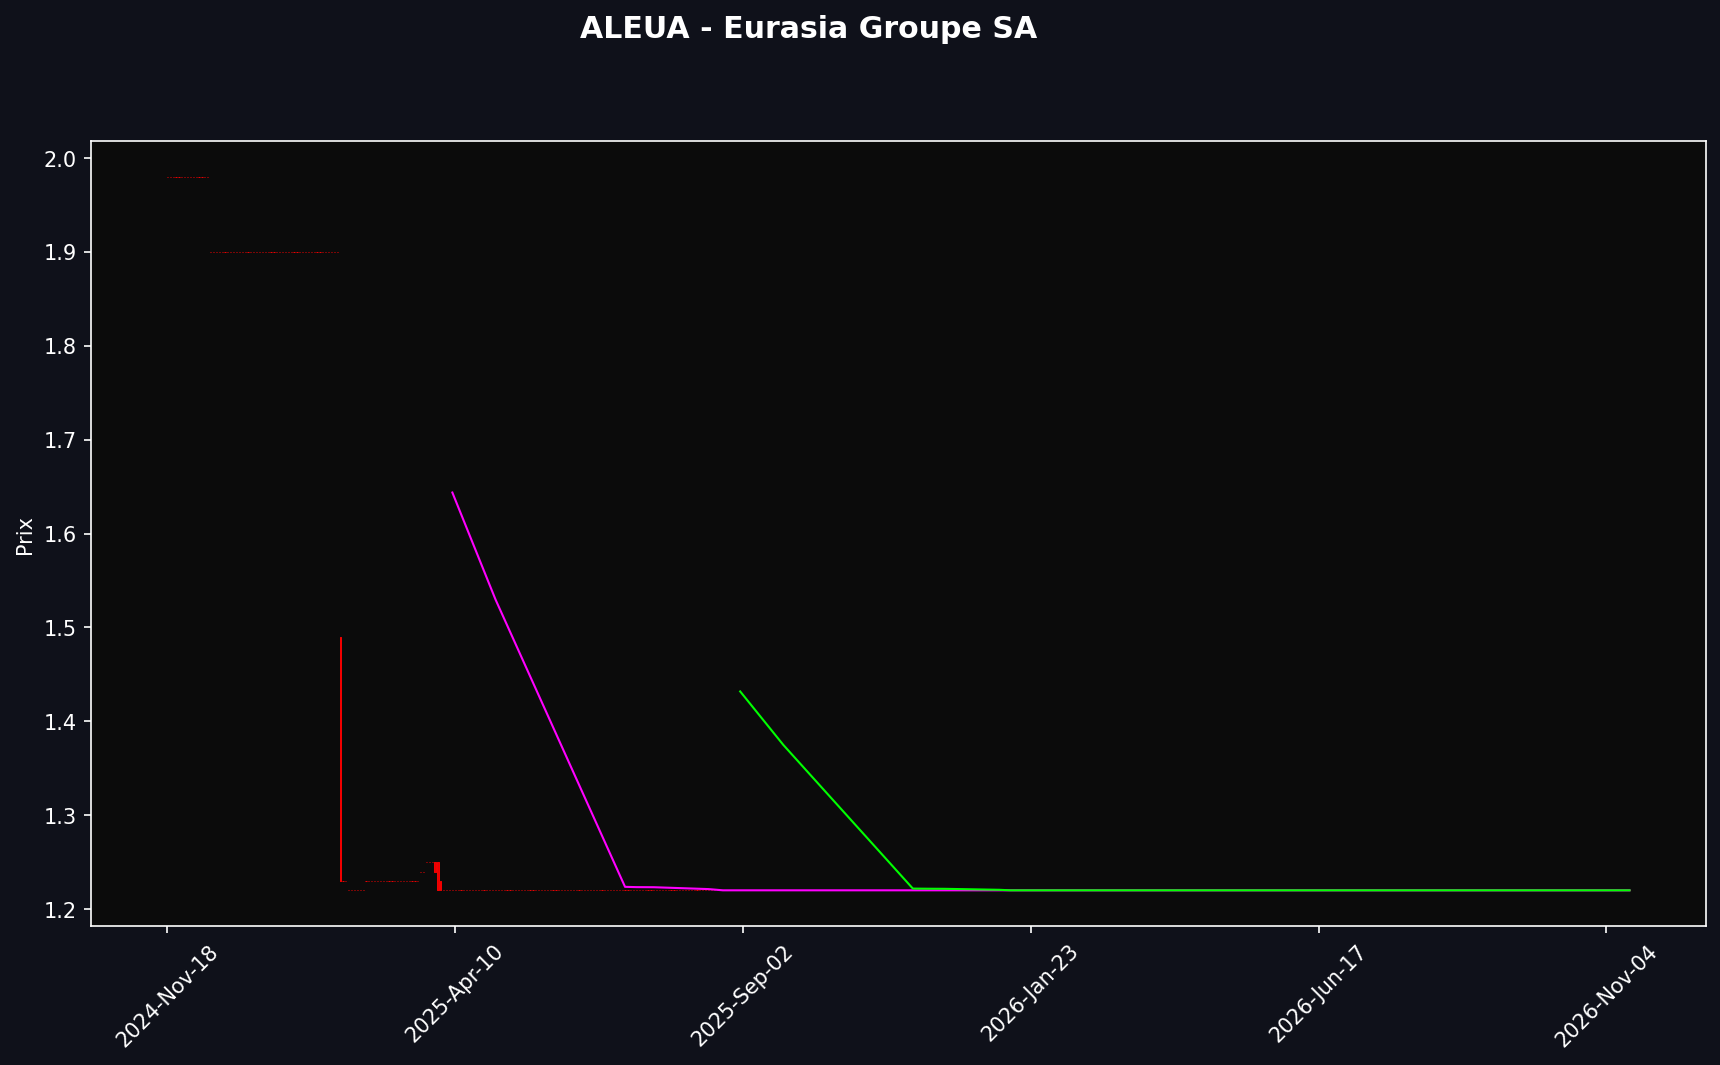 ALEUA - Eurasia Groupe SA
Prix
2.0
1.9
1.8
1.7
1.6
1.5
1.4
1.3
1.2
2024-Nov-18
2025-Apr-10
2025-Sep-02
2026-Jan-23
2026-Jun-17
2026-Nov-04